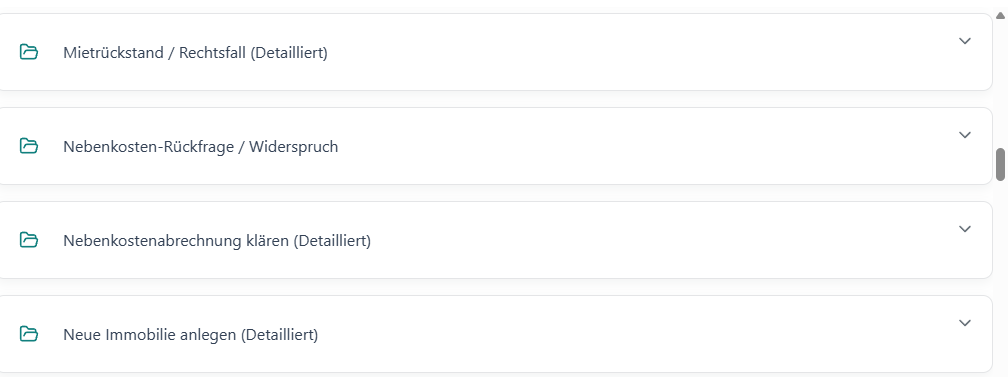 Mietrückstand / Rechtsfall (Detailliert)
Nebenkosten-Rückfrage / Widerspruch
Nebenkostenabrechnung klären (Detailliert)
Neue Immobilie anlegen (Detailliert)